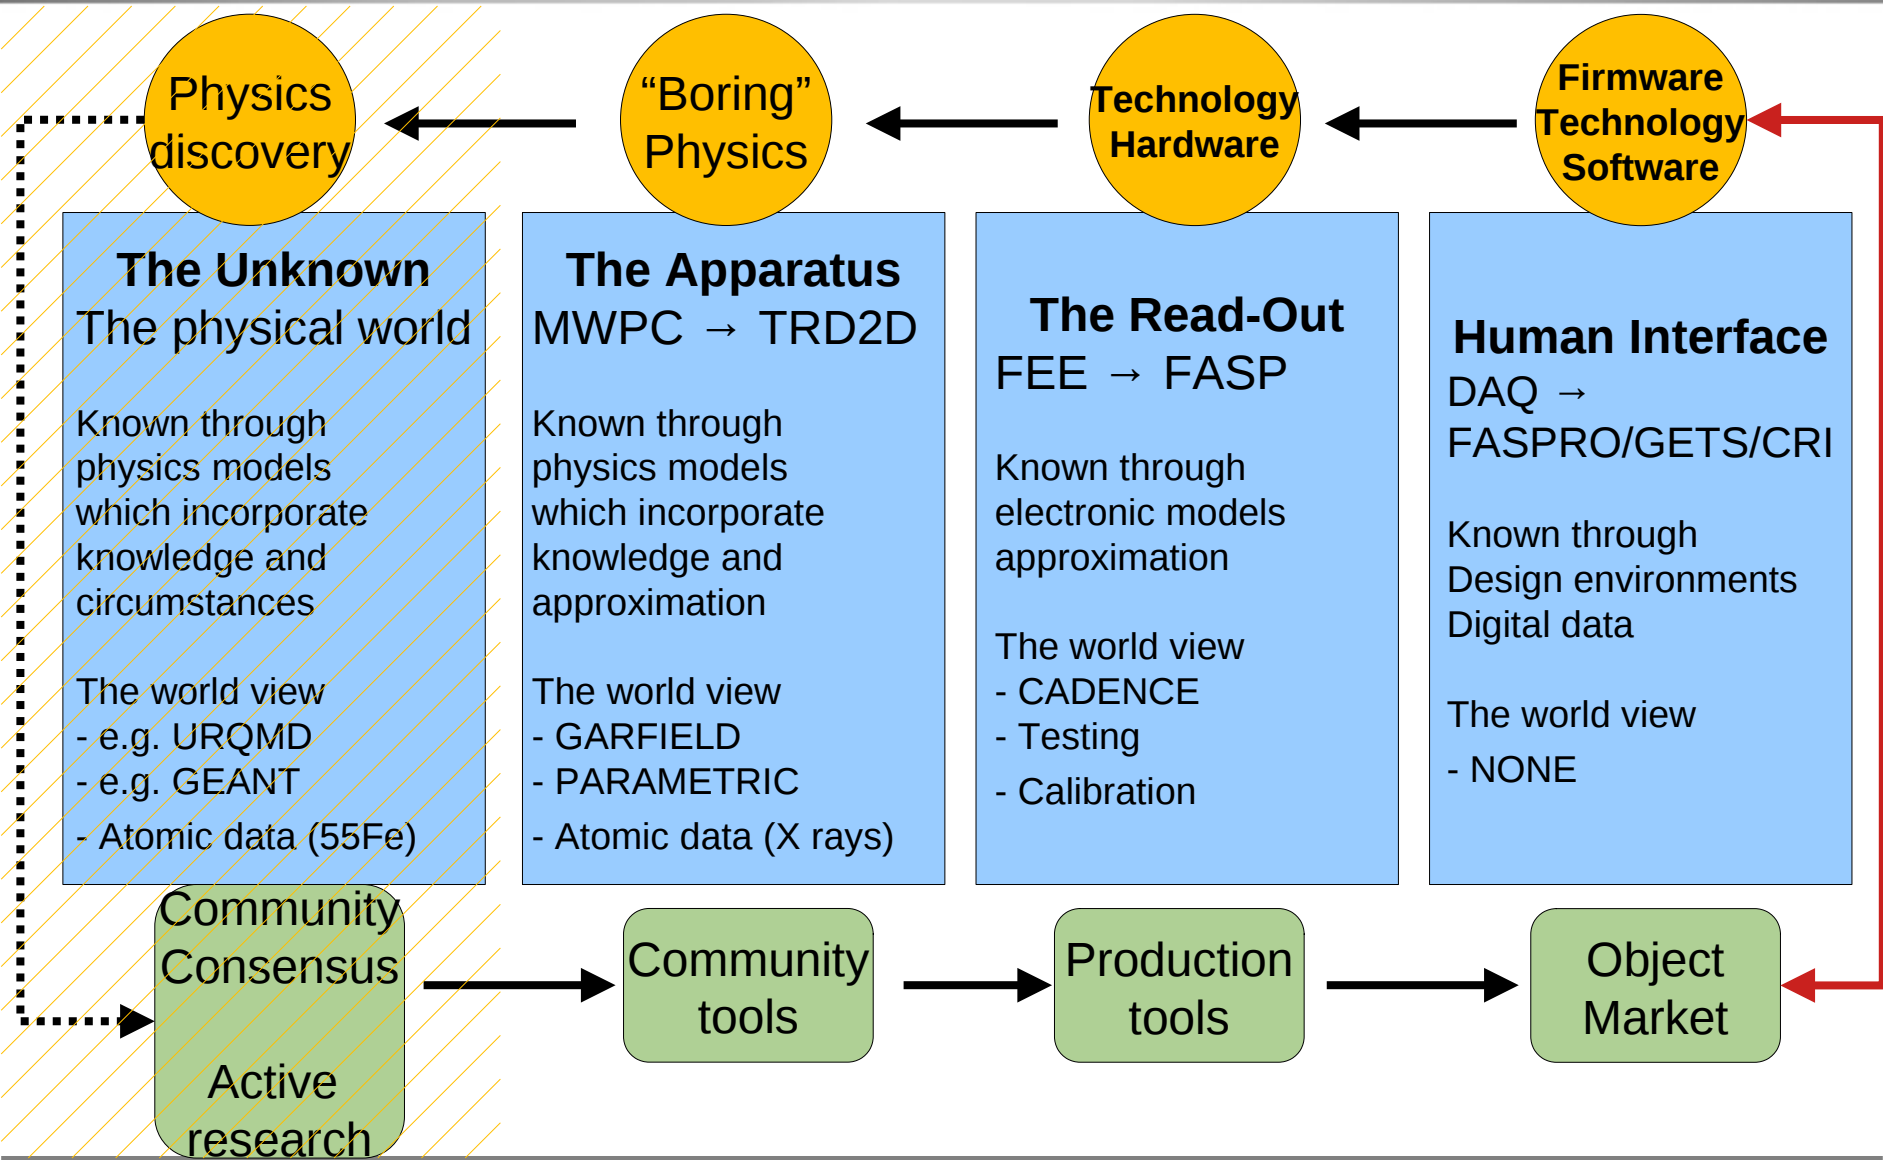 Physics
discovery
“Boring”
Physics
Technology
Hardware
Firmware
Technology
Software
The Unknown
The physical world
Known through
physics models
which incorporate
knowledge and
circumstances
The world view
- e.g. URQMD
- e.g. GEANT
- Atomic data (55Fe)
The Apparatus
MWPC → TRD2D
Known through
physics models
which incorporate
knowledge and
approximation
The world view
- GARFIELD
- PARAMETRIC
- Atomic data (X rays)
The Read-Out
FEE → FASP
Known through
electronic models
approximation
The world view
- CADENCE
- Testing
- Calibration
Human Interface
DAQ →
FASPRO/GETS/CRI
Known through
Design environments
Digital data
The world view
- NONE
Community
Consensus
Active
research
Community
tools
Production
tools
Object
Market